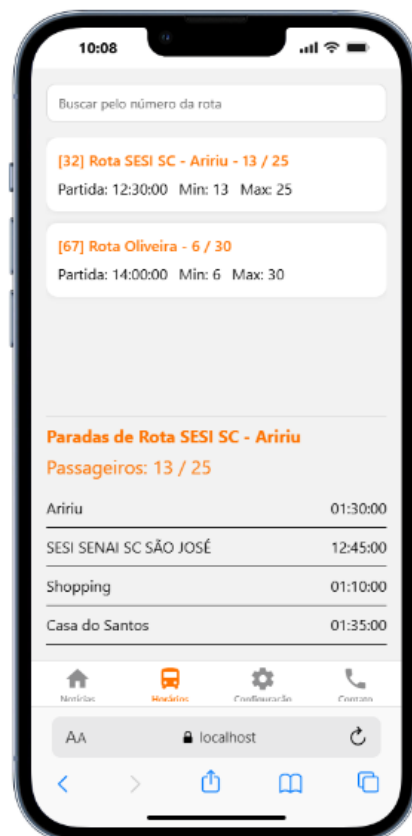 10:08
Buscar pelo número da rota
[32] Rota SESI SC - Aririu - 13 / 25
Partida: 12:30:00 Min: 13 Max: 25
[67] Rota Oliveira - 6 / 30
Partida: 14:00:00 Min: 6 Max: 30
Paradas de Rota SESI SC - Aririu
Passageiros: 13 / 25
Aririu 01:30:00
SESI SENAI SC SÃO JOSÉ 12:45:00
Shopping 01:10:00
Casa do Santos 01:35:00
Notícias Horários Configuração Contato
AA localhost